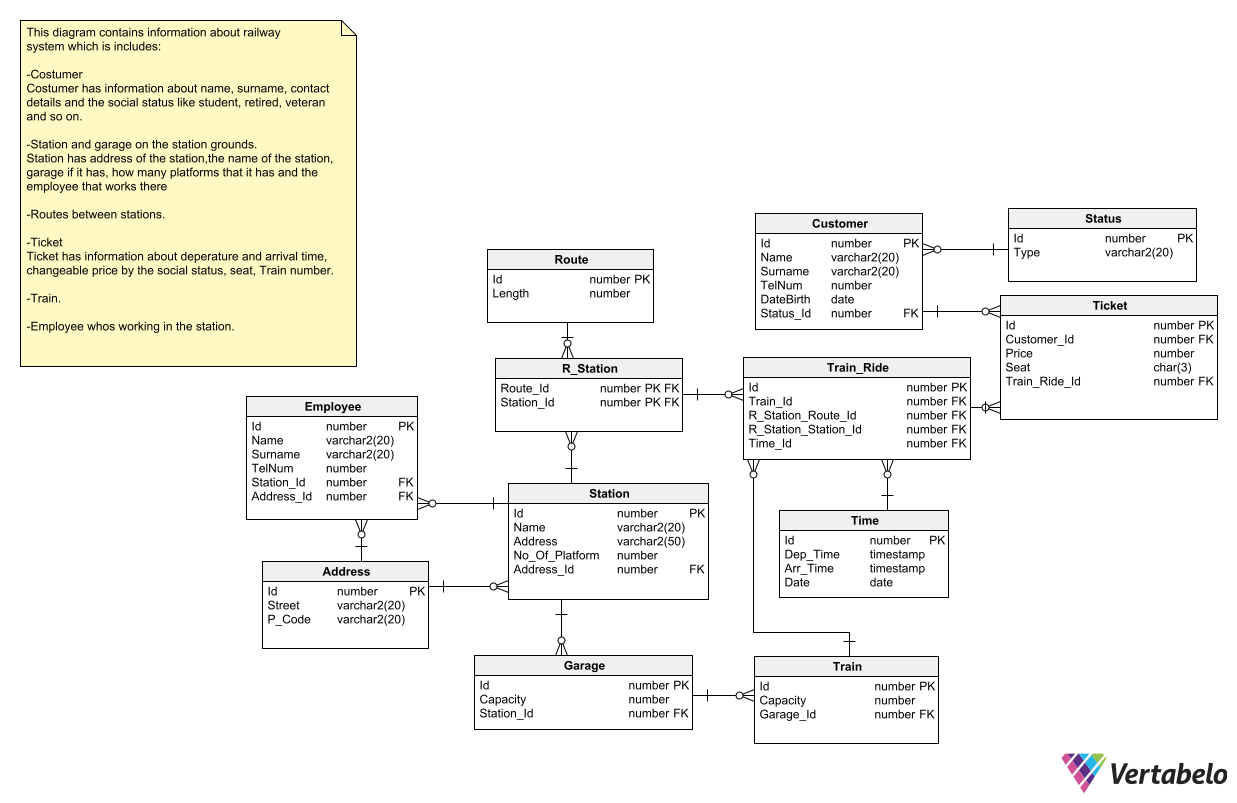 This diagram contains information about railway
system which is includes:
-Costumer
Costumer has information about name, surname, contact
details and the social status like student, retired, veteran
and so on.
-Station and garage on the station grounds.
Station has address of the station,the name of the station,
garage if it has, how many platforms that it has and the
employee that works there
-Routes between stations.
-Ticket
Ticket has information about deperature and arrival time,
changeable price by the social status, seat, Train number.
-Train.
-Employee whos working in the station.
Customer
Id number PK
Name varchar2(20)
Surname varchar2(20)
TelNum number
DateBirth date
Status_Id number FK
Status
Id number PK
Type varchar2(20)
Route
Id number PK
Length number
Ticket
Id number PK
Customer_Id number FK
Price number
Seat char(3)
Train_Ride_Id number FK
R_Station
Route_Id number PK FK
Station_Id number PK FK
Train_Ride
Id number PK
Train_Id number FK
R_Station_Route_Id number FK
R_Station_Station_Id number FK
Time_Id number FK
Employee
Id number PK
Name varchar2(20)
Surname varchar2(20)
TelNum number
Station_Id number FK
Address_Id number FK
Station
Id number PK
Name varchar2(20)
Address varchar2(50)
No_Of_Platform number
Address_Id number FK
Time
Id number PK
Dep_Time timestamp
Arr_Time timestamp
Date date
Address
Id number PK
Street varchar2(20)
P_Code varchar2(20)
Garage
Id number PK
Capacity number
Station_Id number FK
Train
Id number PK
Capacity number
Garage_Id number FK
Vertabelo